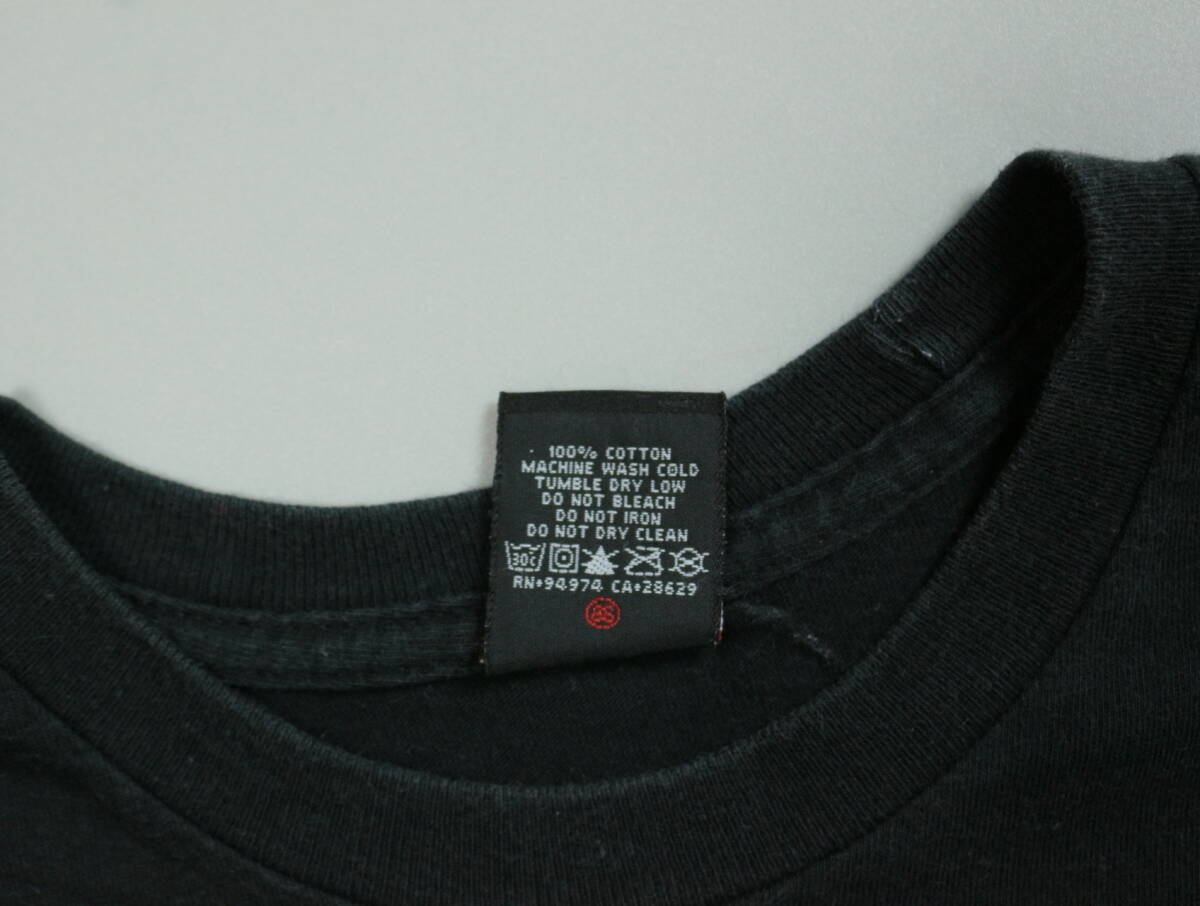 100% COTTON
MACHINE WASH COLD
TUMBLE DRY LOW
DO NOT BLEACH
DO NOT IRON
DO NOT DRY CLEAN
30C
RN♦94974 CA♦28629